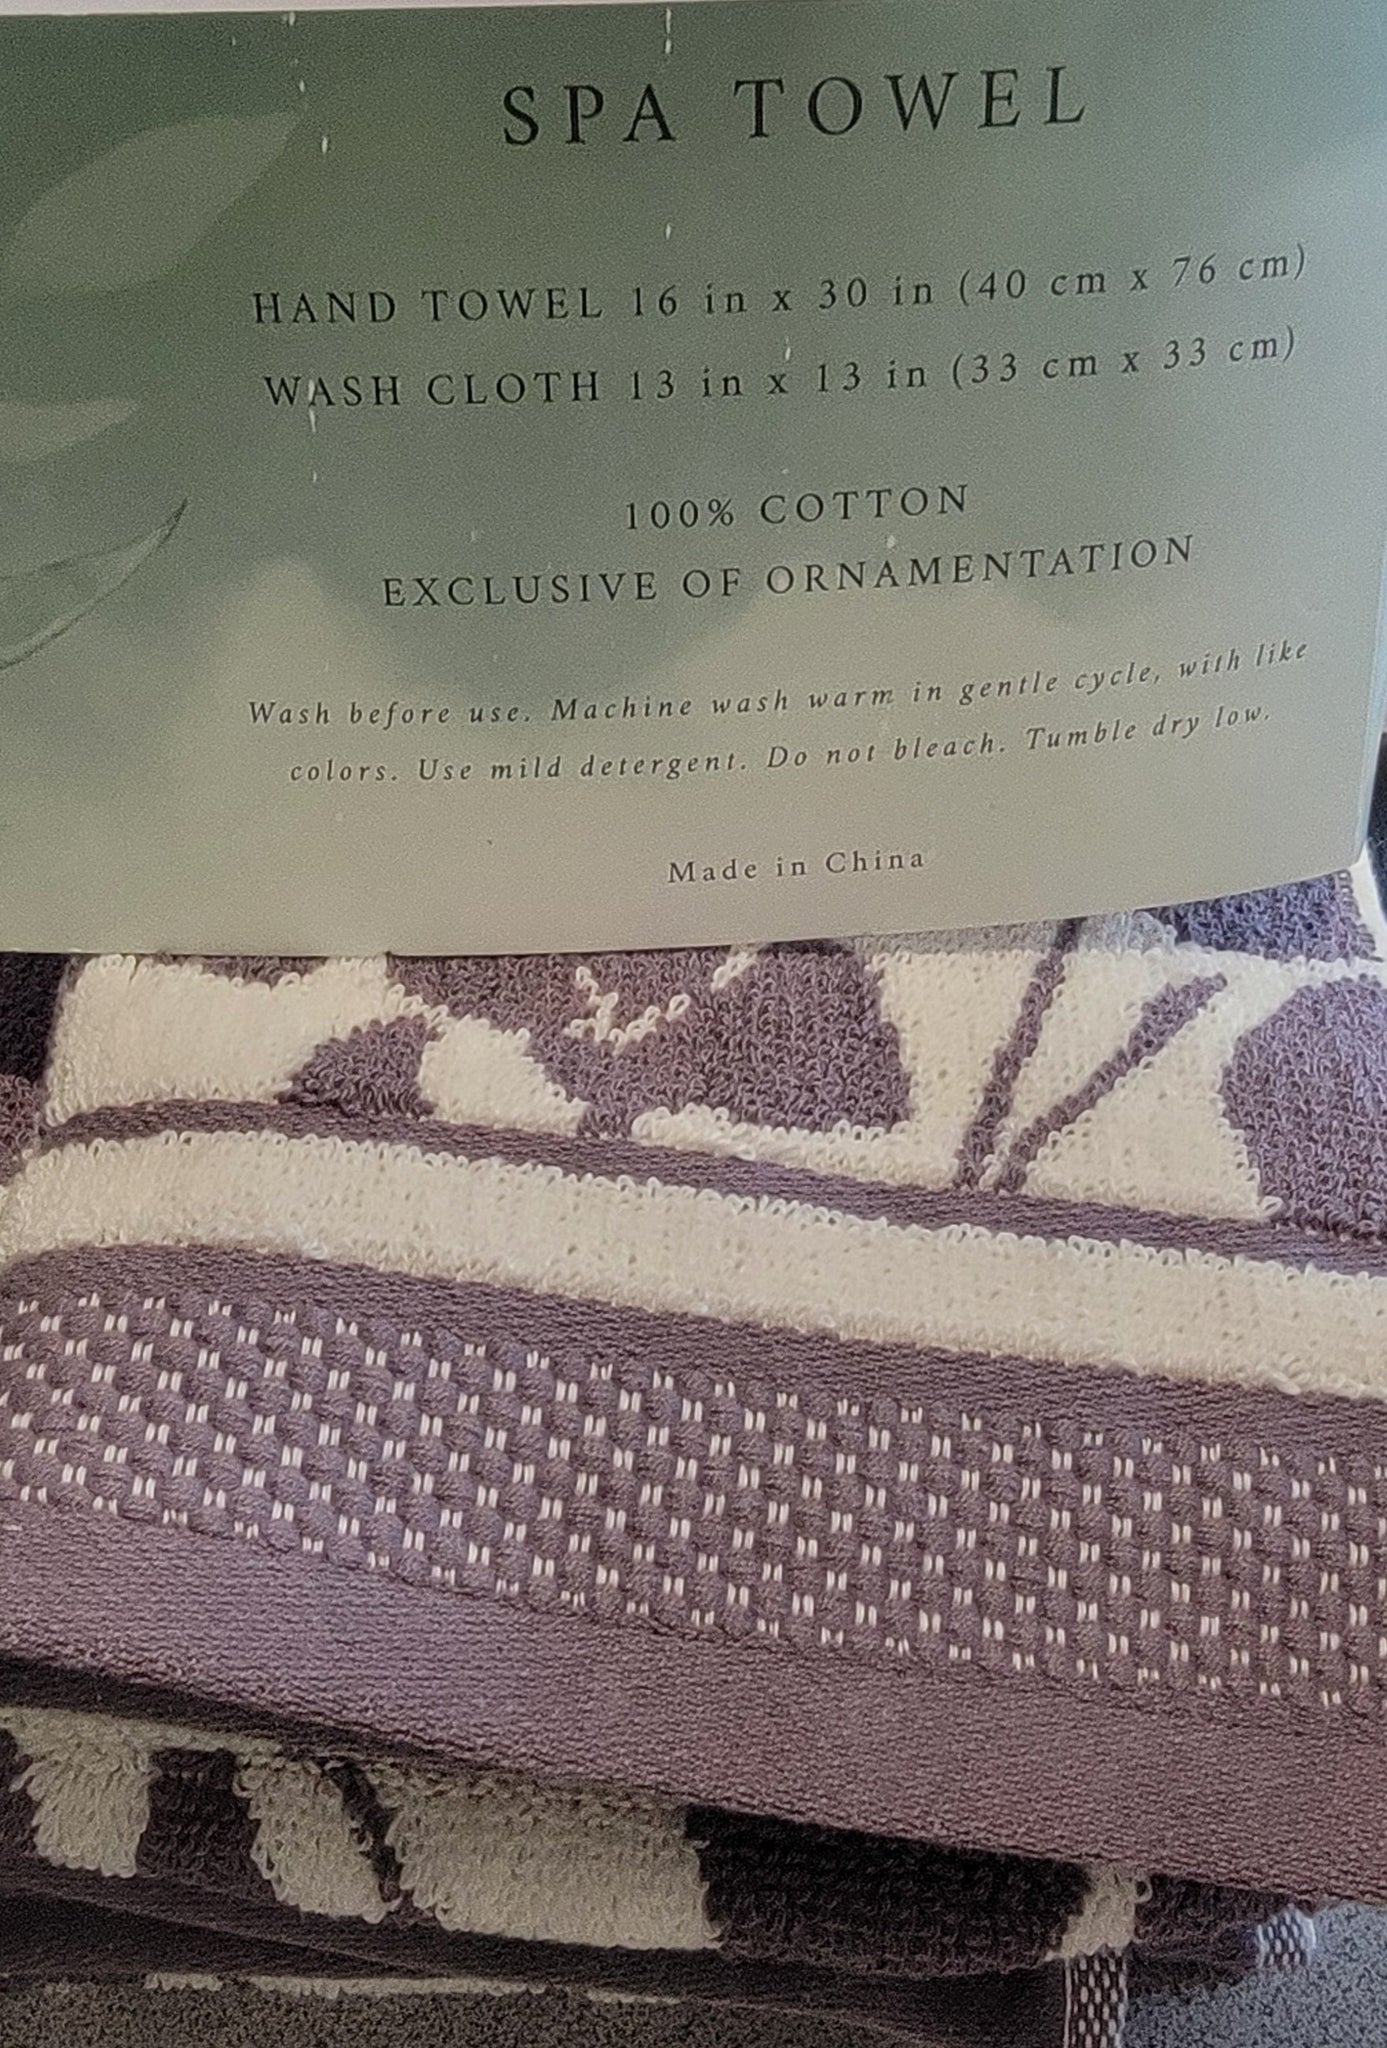 SPA TOWEL
HAND TOWEL 16 in x 30 in (40 cm x 76 cm)
WASH CLOTH 13 in x 13 in (33 cm x 33 cm)
100% COTTON
EXCLUSIVE OF ORNAMENTATION
Wash before use. Machine wash warm in gentle cycle, with like
colors. Use mild detergent. Do not bleach. Tumble dry low.
Made in China